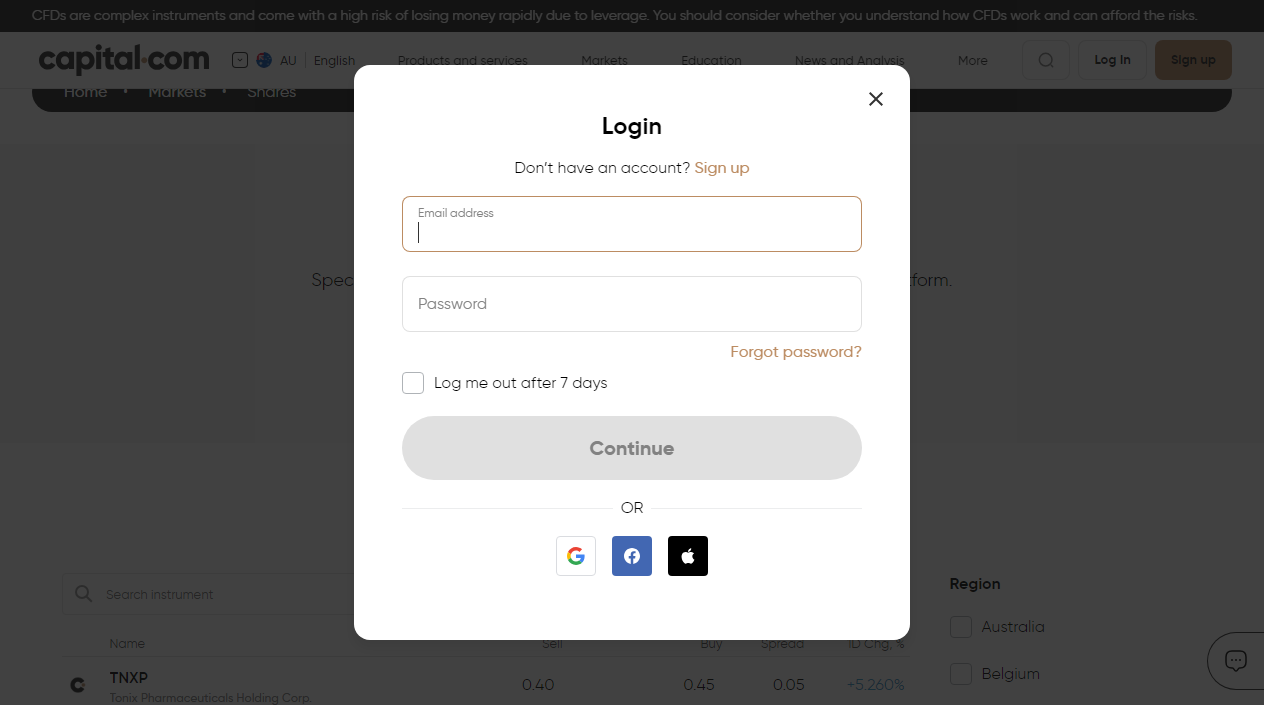 CFDs are complex instruments and come with a high risk of losing money rapidly due to leverage. You should consider whether you understand how CFDs work and can afford the risks.
capital.com AU English Products and services Markets Education News and Analysis More Log In Sign up
Home • Markets • Shares
Login
Don't have an account? Sign up
Email address
Spec
tform.
Password
Forgot password?
Log me out after 7 days
Continue
OR
Search instrument
Region
Australia
Name Sell Buy Spread 1D Chg, %
Belgium
TNXP 0.40 0.45 0.05 +5.260%
Tonix Pharmaceuticals Holding Corp.